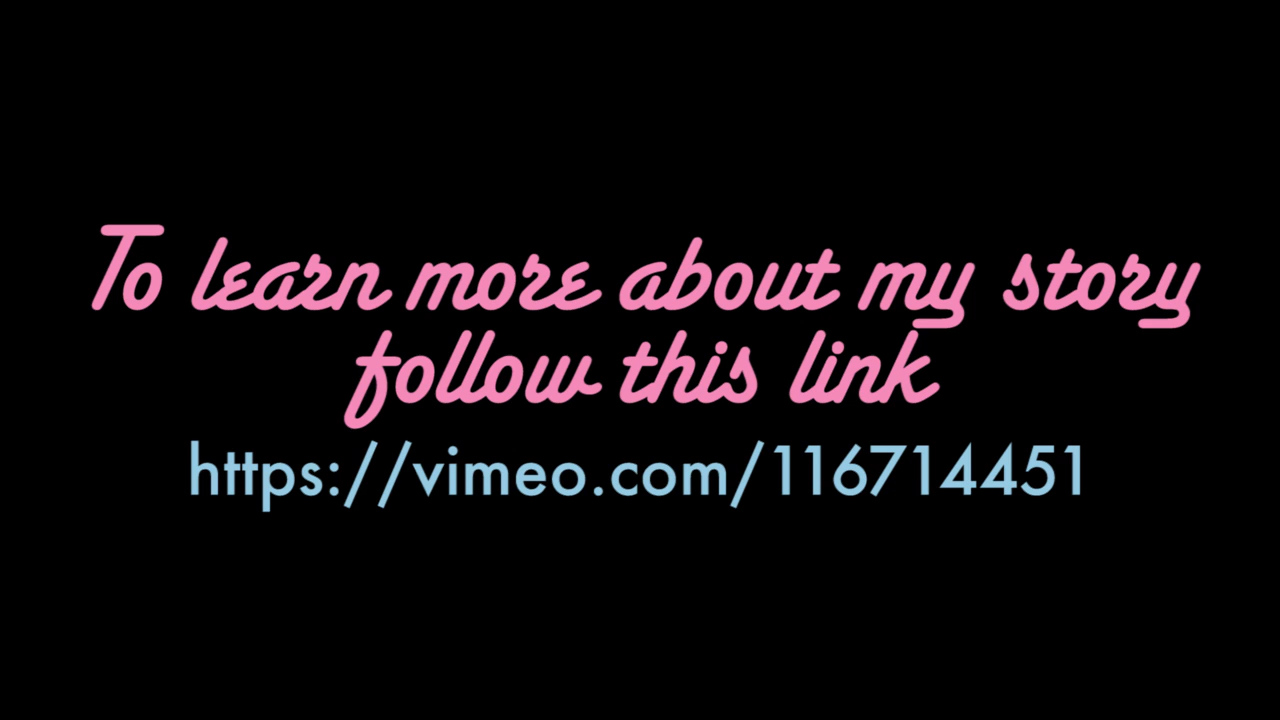 To learn more about my story
follow this link
https://vimeo.com/116714451